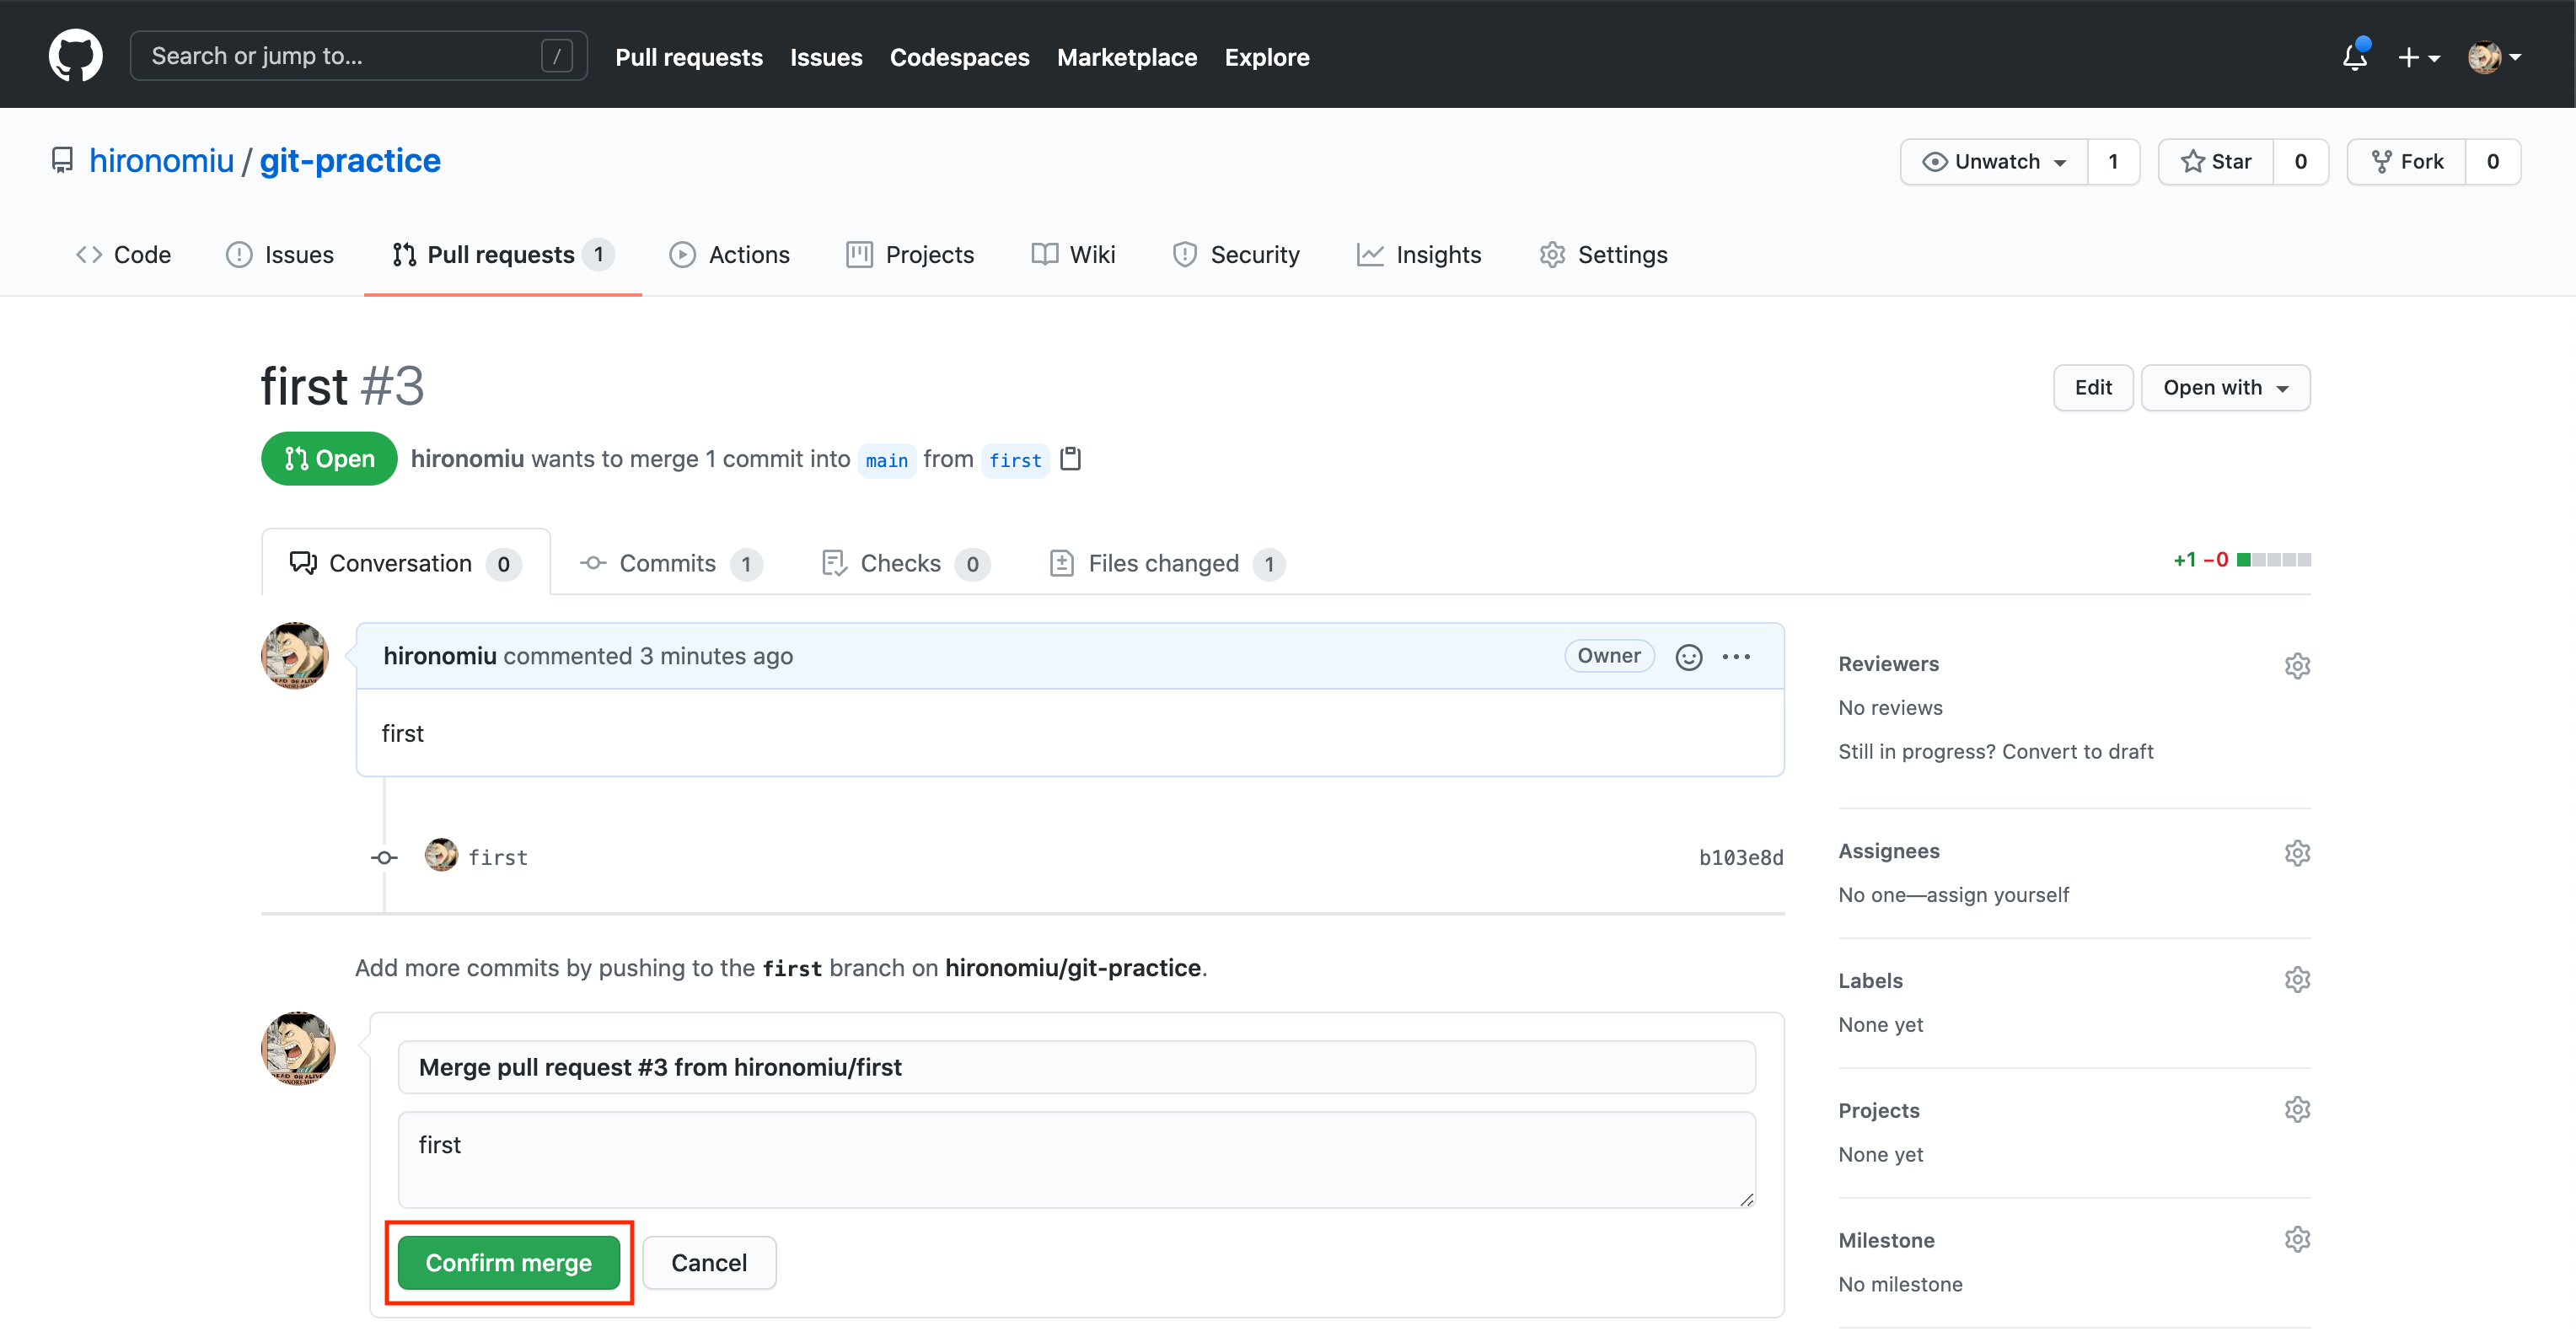 Search or jump to... / Pull requests Issues Codespaces Marketplace Explore
hironomiu / git-practice Unwatch 1 Star 0 Fork 0
Code Issues Pull requests 1 Actions Projects Wiki Security Insights Settings
first #3 Edit Open with
Open hironomiu wants to merge 1 commit into main from first
Conversation 0 Commits 1 Checks 0 Files changed 1 +1 −0
hironomiu commented 3 minutes ago Owner
first
first b103e8d
Add more commits by pushing to the first branch on hironomiu/git-practice.
Merge pull request #3 from hironomiu/first
first
Confirm merge Cancel
Reviewers
No reviews
Still in progress? Convert to draft
Assignees
No one—assign yourself
Labels
None yet
Projects
None yet
Milestone
No milestone